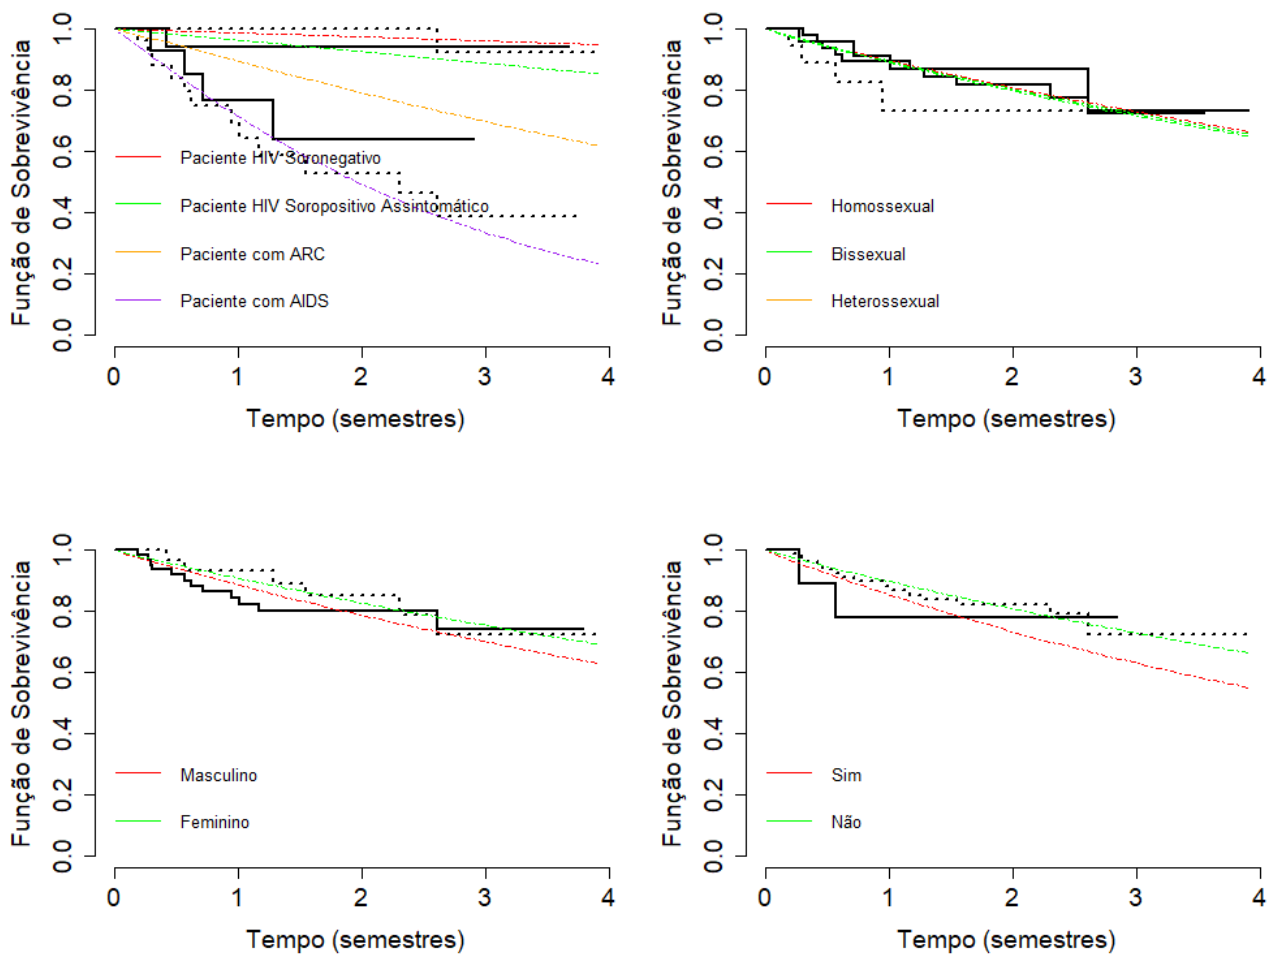 Função de Sobrevivência
1.0
0.8
0.6
0.4
0.2
0.0
Paciente HIV Soronegativo
Paciente HIV Soropositivo Assintomático
Paciente com ARC
Paciente com AIDS
0 1 2 3 4
Tempo (semestres)
Função de Sobrevivência
1.0
0.8
0.6
0.4
0.2
0.0
Homossexual
Bissexual
Heterossexual
0 1 2 3 4
Tempo (semestres)
Função de Sobrevivência
1.0
0.8
0.6
0.4
0.2
0.0
Masculino
Feminino
0 1 2 3 4
Tempo (semestres)
Função de Sobrevivência
1.0
0.8
0.6
0.4
0.2
0.0
Sim
Não
0 1 2 3 4
Tempo (semestres)